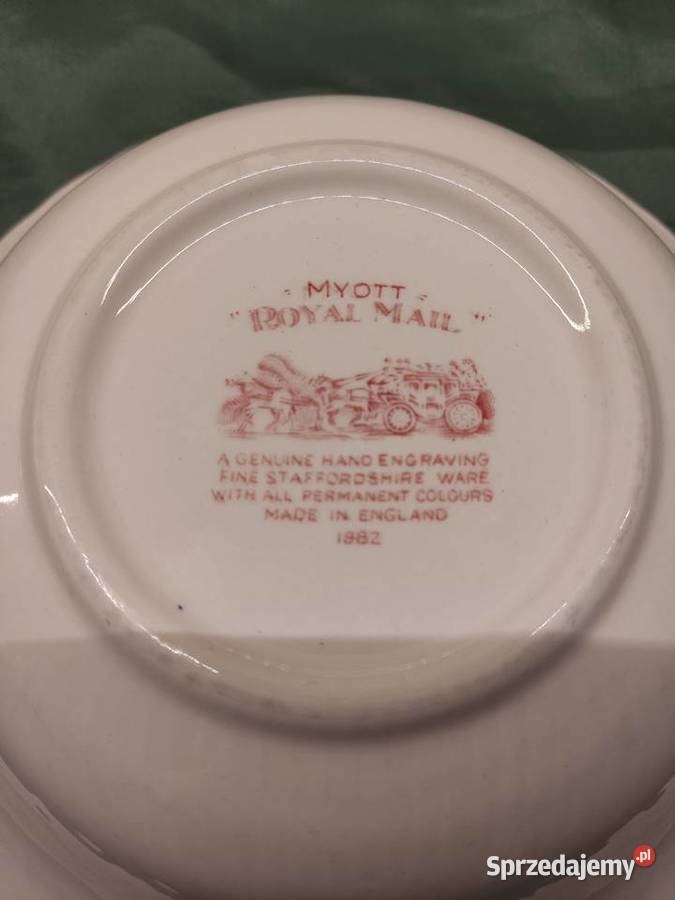 MYOTT
"ROYAL MAIL"
A GENUINE HAND ENGRAVING
FINE STAFFORDSHIRE WARE
WITH ALL PERMANENT COLOURS
MADE IN ENGLAND
1982
Sprzedajemy.pl